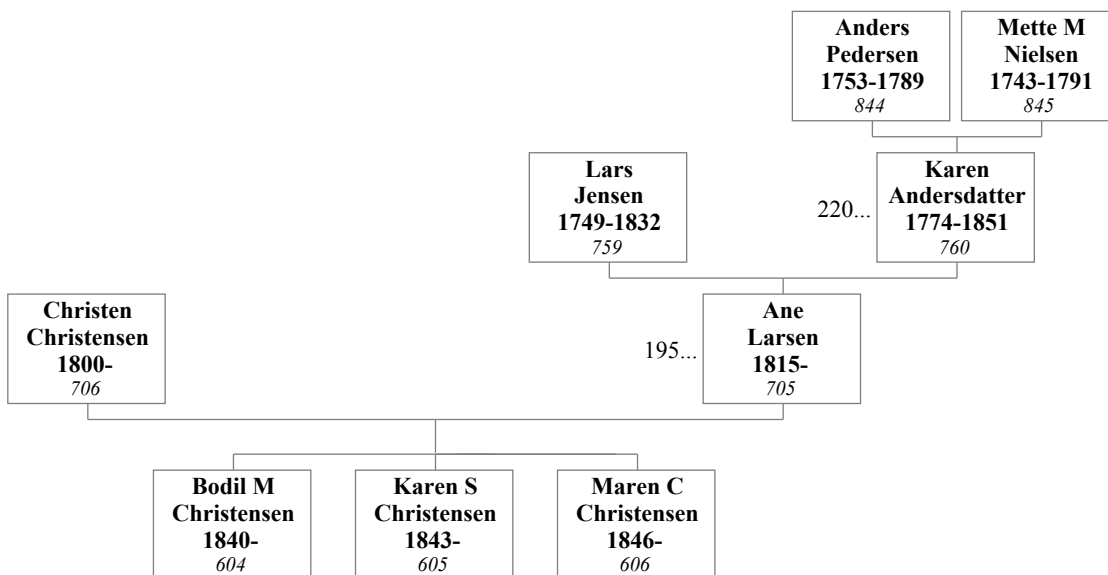 Anders
Pedersen
1753-1789
844
Mette M
Nielsen
1743-1791
845
Lars
Jensen
1749-1832
759
220...
Karen
Andersdatter
1774-1851
760
Christen
Christensen
1800-
706
195...
Ane
Larsen
1815-
705
Bodil M
Christensen
1840-
604
Karen S
Christensen
1843-
605
Maren C
Christensen
1846-
606